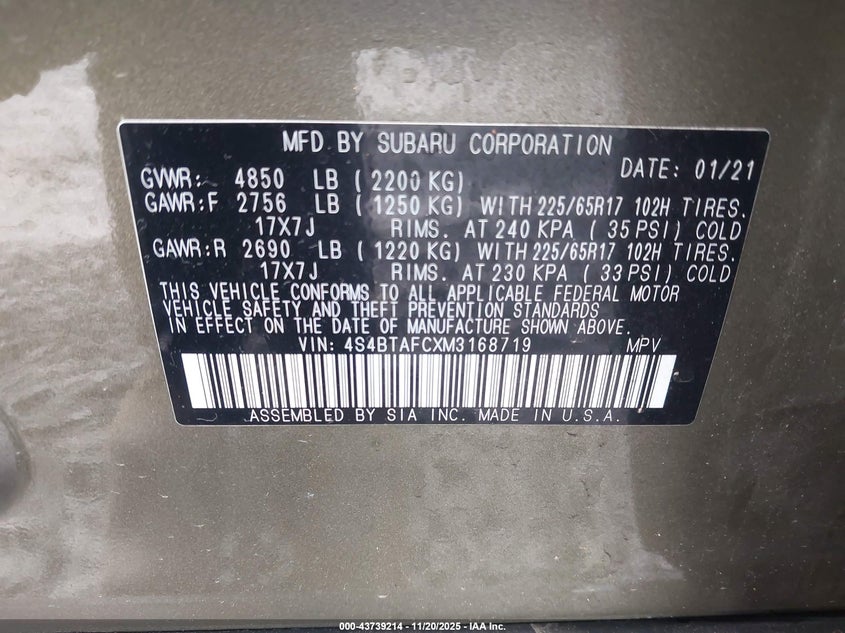 MFD BY SUBARU CORPORATION
DATE: 01/21
GVWR: 4850 LB ( 2200 KG)
GAWR:F 2756 LB ( 1250 KG) WITH 225/65R17 102H TIRES.
17X7J RIMS. AT 240 KPA ( 35 PSI) COLD
GAWR:R 2690 LB ( 1220 KG) WITH 225/65R17 102H TIRES.
17X7J RIMS. AT 230 KPA ( 33 PSI) COLD
THIS VEHICLE CONFORMS TO ALL APPLICABLE FEDERAL MOTOR
VEHICLE SAFETY AND THEFT PREVENTION STANDARDS
IN EFFECT ON THE DATE OF MANUFACTURE SHOWN ABOVE.
VIN: 4S4BTAFCXM3168719 MPV
ASSEMBLED BY SIA INC. MADE IN U.S.A.
000-43739214 - 11/20/2025 - IAA Inc.